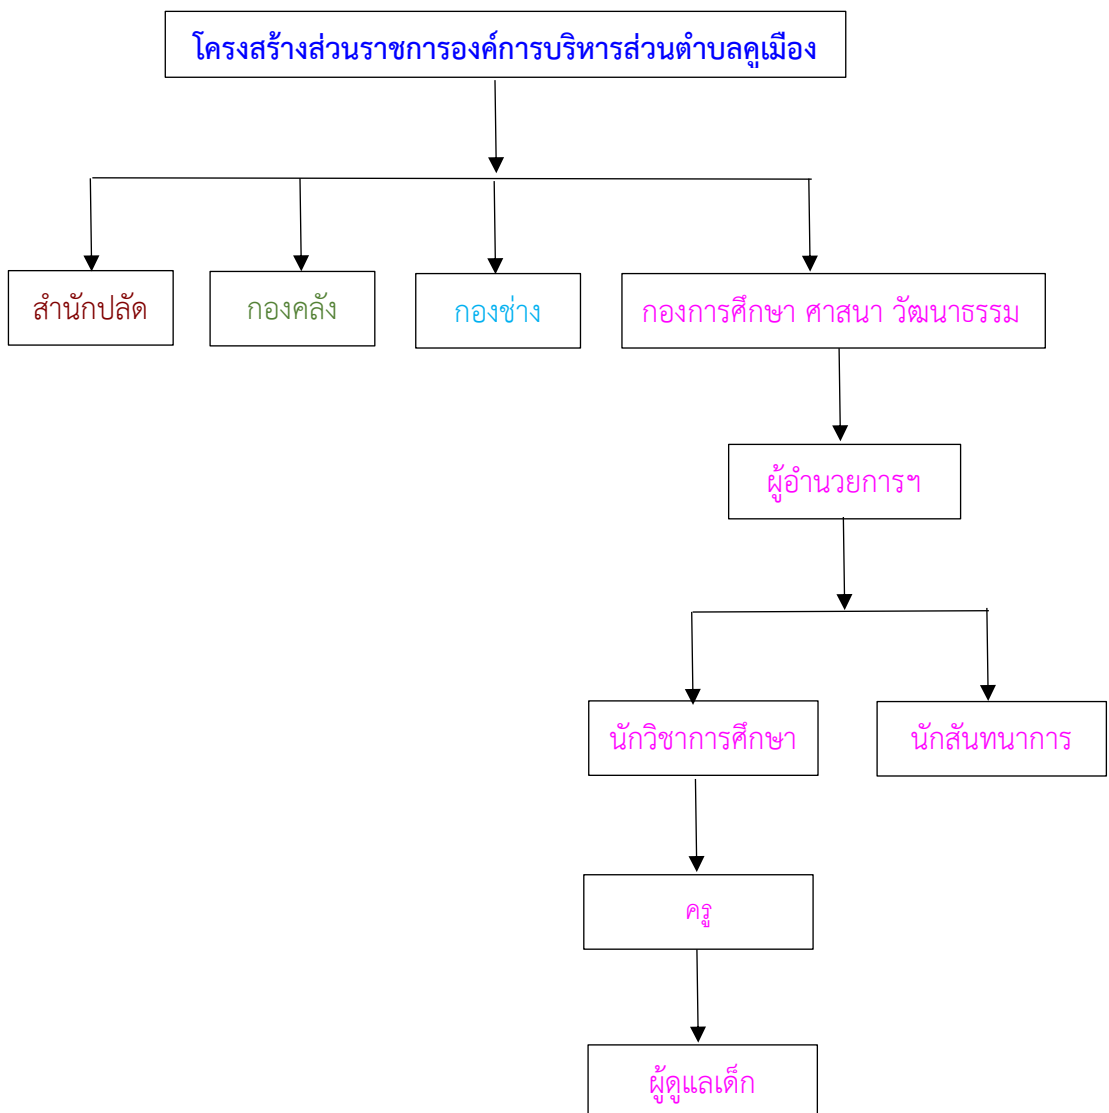 โครงสร้างส่วนราชการองค์การบริหารส่วนตำบลคูเมือง
สำนักปลัด
กองคลัง
กองช่าง
กองการศึกษา ศาสนา วัฒนาธรรม
ผู้อำนวยการฯ
นักวิชาการศึกษา
นักสันทนาการ
ครู
ผู้ดูแลเด็ก